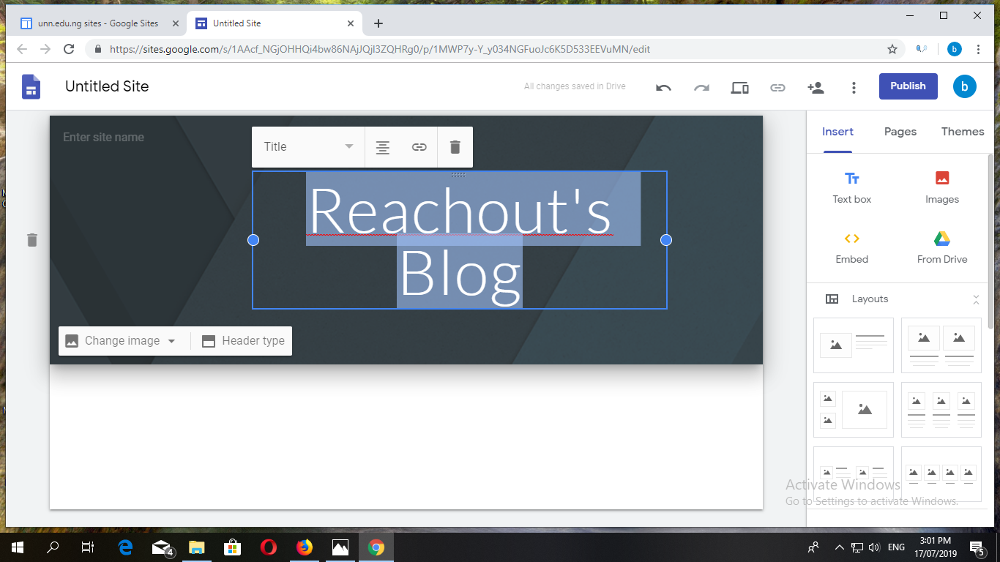 unn.edu.ng sites - Google Sites
Untitled Site
https://sites.google.com/s/1AAcf_NGjOHHQi4bw86NAjJQjI3ZQHRg0/p/1MWP7y-Y_y034NGFuoJc6K5D533EEVuMN/edit
b
Untitled Site
All changes saved in Drive
Publish
b
Enter site name
Title
Reachout's
Blog
Change image
Header type
Insert
Pages
Themes
Text box
Images
Embed
From Drive
Layouts
Activate Windows
Go to Settings to activate Windows.
4
ENG
3:01 PM
17/07/2019
5